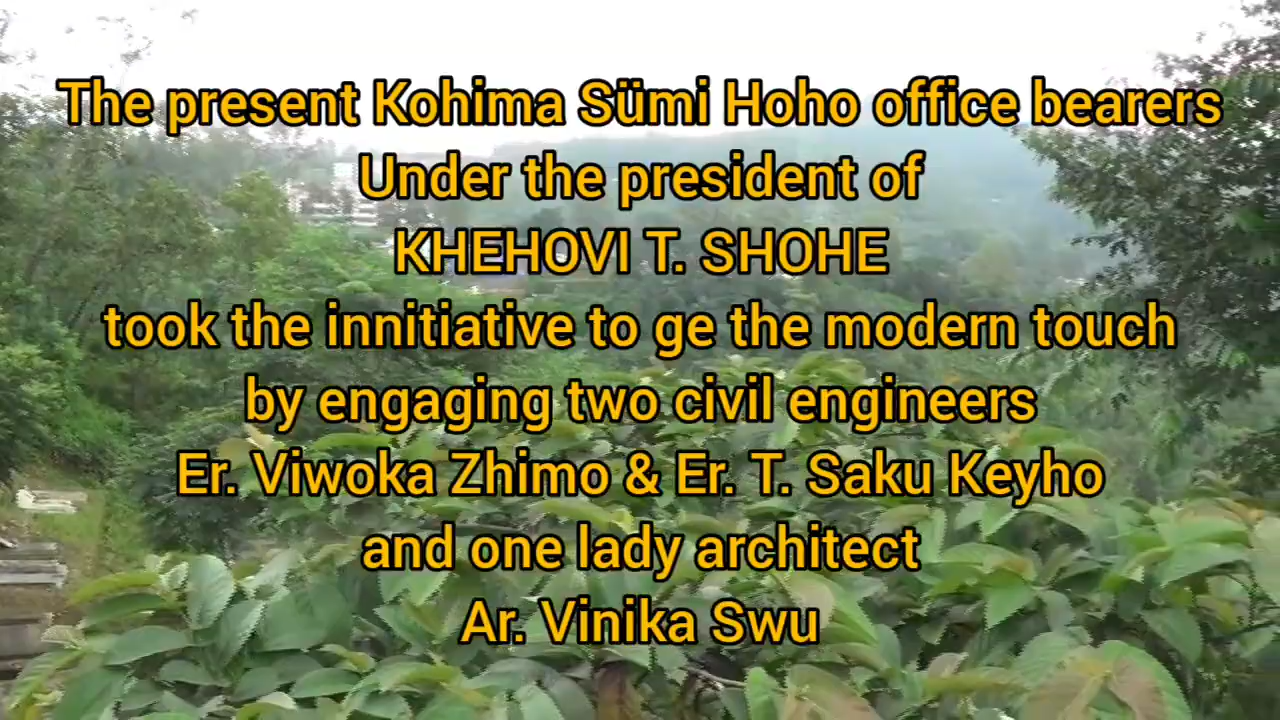 The present Kohima Sümi Hoho office bearers
Under the president of
KHEHOVI T. SHOHE
took the innitiative to ge the modern touch
by engaging two civil engineers
Er. Viwoka Zhimo & Er. T. Saku Keyho
and one lady architect
Ar. Vinika Swu